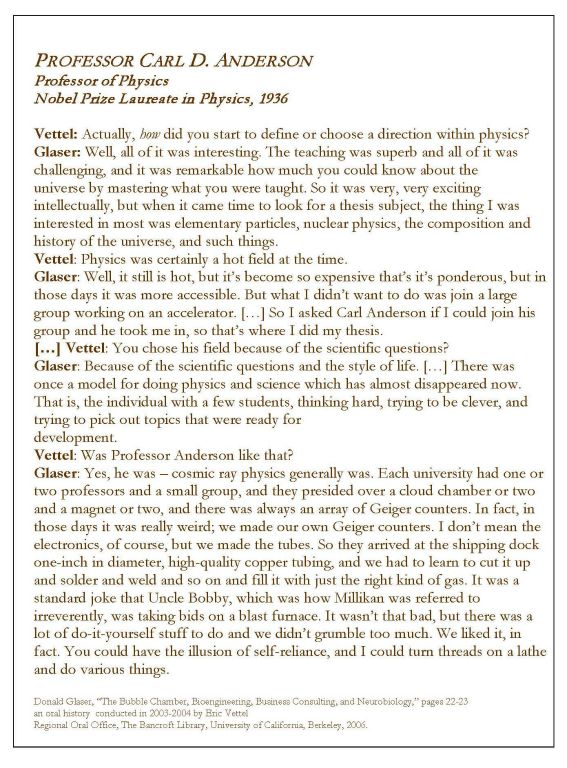 PROFESSOR CARL D. ANDERSON
Professor of Physics
Nobel Prize Laureate in Physics, 1936
Vettel: Actually, how did you start to define or choose a direction within physics?
Glaser: Well, all of it was interesting. The teaching was superb and all of it was
challenging, and it was remarkable how much you could know about the
universe by mastering what you were taught. So it was very, very exciting
intellectually, but when it came time to look for a thesis subject, the thing I was
interested in most was elementary particles, nuclear physics, the composition and
history of the universe, and such things.
Vettel: Physics was certainly a hot field at the time.
Glaser: Well, it still is hot, but it's become so expensive that's it's ponderous, but in
those days it was more accessible. But what I didn't want to do was join a large
group working on an accelerator. […] So I asked Carl Anderson if I could join his
group and he took me in, so that's where I did my thesis.
[…] Vettel: You chose his field because of the scientific questions?
Glaser: Because of the scientific questions and the style of life. […] There was
once a model for doing physics and science which has almost disappeared now.
That is, the individual with a few students, thinking hard, trying to be clever, and
trying to pick out topics that were ready for
development.
Vettel: Was Professor Anderson like that?
Glaser: Yes, he was – cosmic ray physics generally was. Each university had one or
two professors and a small group, and they presided over a cloud chamber or two
and a magnet or two, and there was always an array of Geiger counters. In fact, in
those days it was really weird; we made our own Geiger counters. I don't mean the
electronics, of course, but we made the tubes. So they arrived at the shipping dock
one-inch in diameter, high-quality copper tubing, and we had to learn to cut it up
and solder and weld and so on and fill it with just the right kind of gas. It was a
standard joke that Uncle Bobby, which was how Millikan was referred to
irreverently, was taking bids on a blast furnace. It wasn't that bad, but there was a
lot of do-it-yourself stuff to do and we didn't grumble too much. We liked it, in
fact. You could have the illusion of self-reliance, and I could turn threads on a lathe
and do various things.
Donald Glaser, "The Bubble Chamber, Bioengineering, Business Consulting, and Neurobiology," pages 22-23
an oral history conducted in 2003-2004 by Eric Vettel
Regional Oral Office, The Bancroft Library, University of California, Berkeley, 2006.